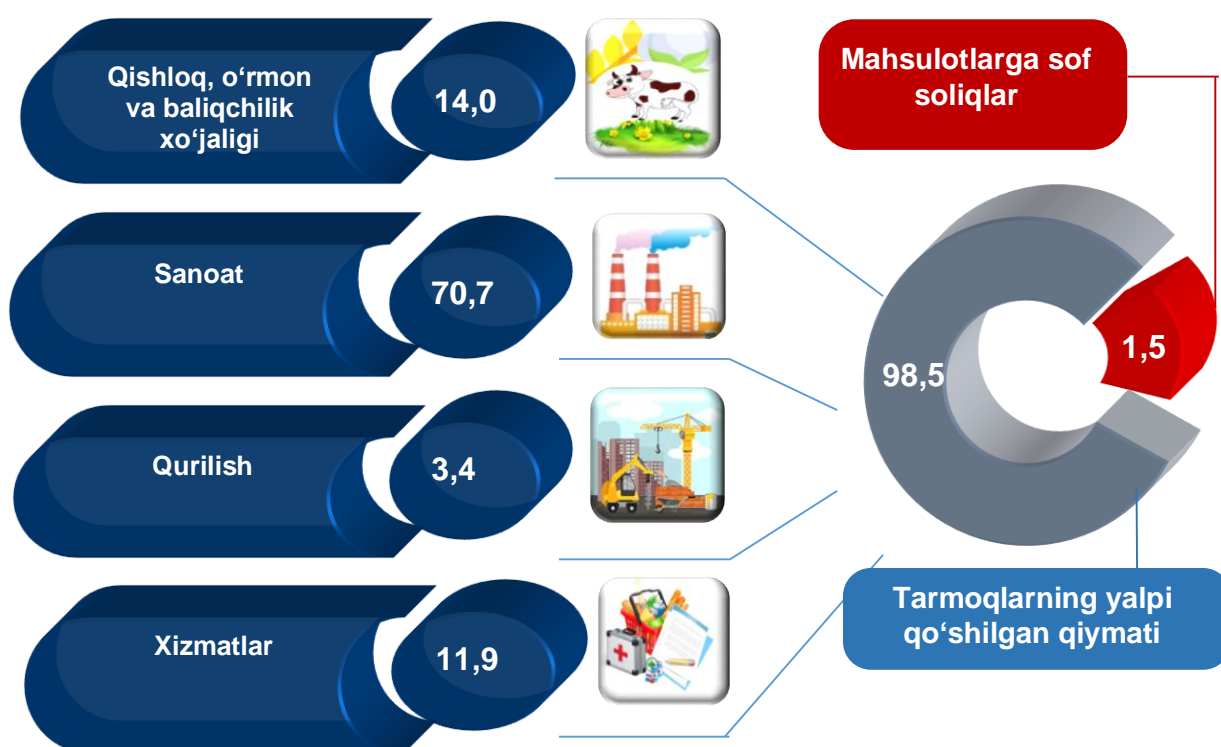 Qishloq, o‘rmon
va baliqchilik
xo‘jaligi
14,0
Sanoat
70,7
Qurilish
3,4
Xizmatlar
11,9
Mahsulotlarga sof
soliqlar
98,5
1,5
Tarmoqlarning yalpi
qo‘shilgan qiymati